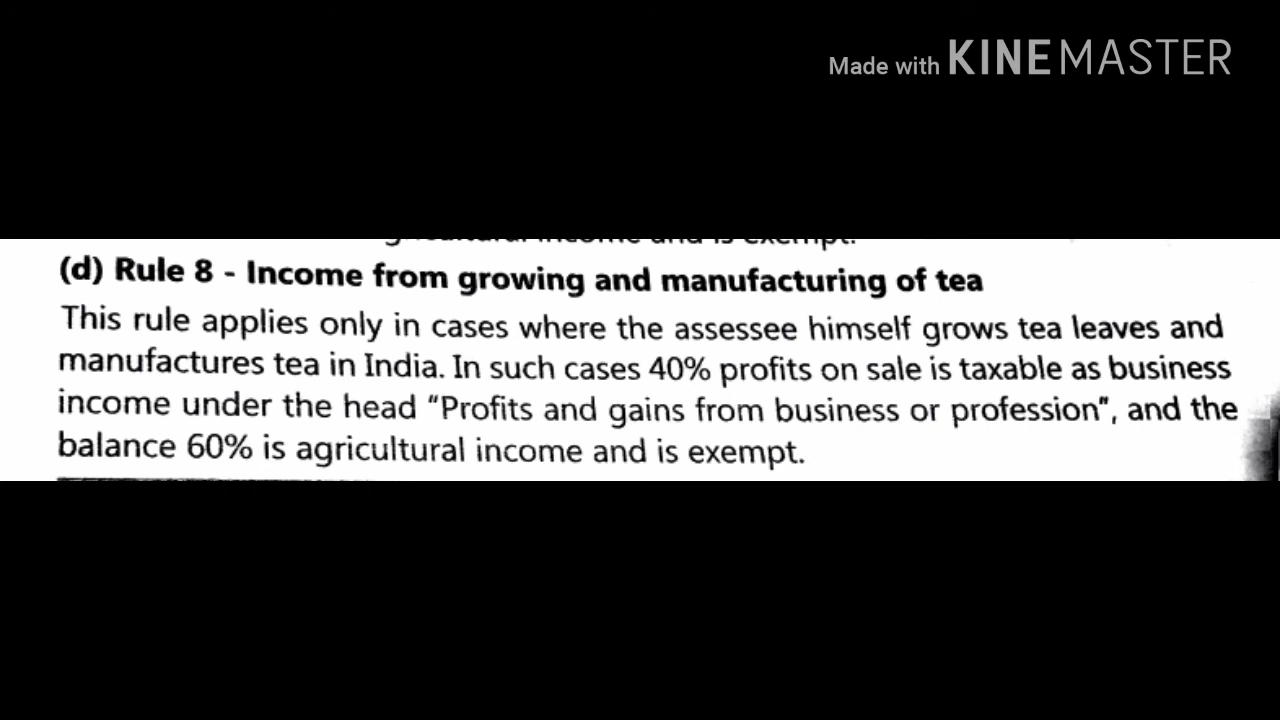 Made with KINEMASTER
(d) Rule 8 - Income from growing and manufacturing of tea
This rule applies only in cases where the assessee himself grows tea leaves and
manufactures tea in India. In such cases 40% profits on sale is taxable as business
income under the head "Profits and gains from business or profession", and the
balance 60% is agricultural income and is exempt.